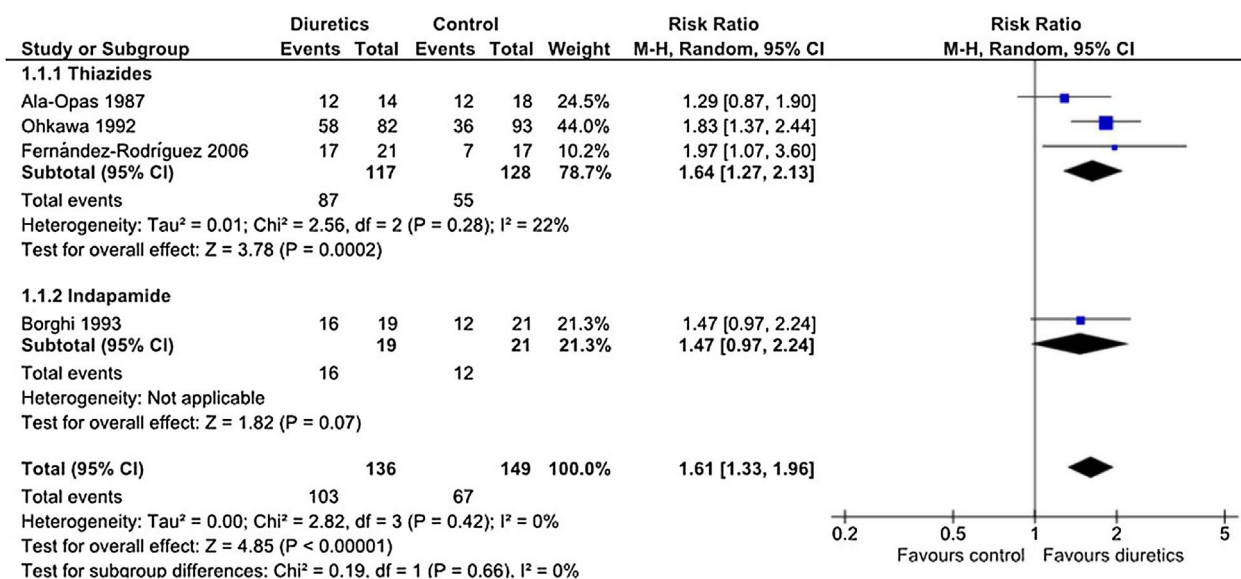 Diuretics Control Risk Ratio Risk Ratio
Study or Subgroup Events Total Events Total Weight M-H, Random, 95% CI M-H, Random, 95% CI
1.1.1 Thiazides
Ala-Opas 1987 12 14 12 18 24.5% 1.29 [0.87, 1.90]
Ohkawa 1992 58 82 36 93 44.0% 1.83 [1.37, 2.44]
Fernández-Rodríguez 2006 17 21 7 17 10.2% 1.97 [1.07, 3.60]
Subtotal (95% CI) 117 128 78.7% 1.64 [1.27, 2.13]
Total events 87 55
Heterogeneity: Tau² = 0.01; Chi² = 2.56, df = 2 (P = 0.28); I² = 22%
Test for overall effect: Z = 3.78 (P = 0.0002)
1.1.2 Indapamide
Borghi 1993 16 19 12 21 21.3% 1.47 [0.97, 2.24]
Subtotal (95% CI) 19 21 21.3% 1.47 [0.97, 2.24]
Total events 16 12
Heterogeneity: Not applicable
Test for overall effect: Z = 1.82 (P = 0.07)
Total (95% CI) 136 149 100.0% 1.61 [1.33, 1.96]
Total events 103 67
Heterogeneity: Tau² = 0.00; Chi² = 2.82, df = 3 (P = 0.42); I² = 0%
Test for overall effect: Z = 4.85 (P < 0.00001)
Test for subgroup differences: Chi² = 0.19, df = 1 (P = 0.66), I² = 0%
0.2 0.5 1 2 5
Favours control Favours diuretics